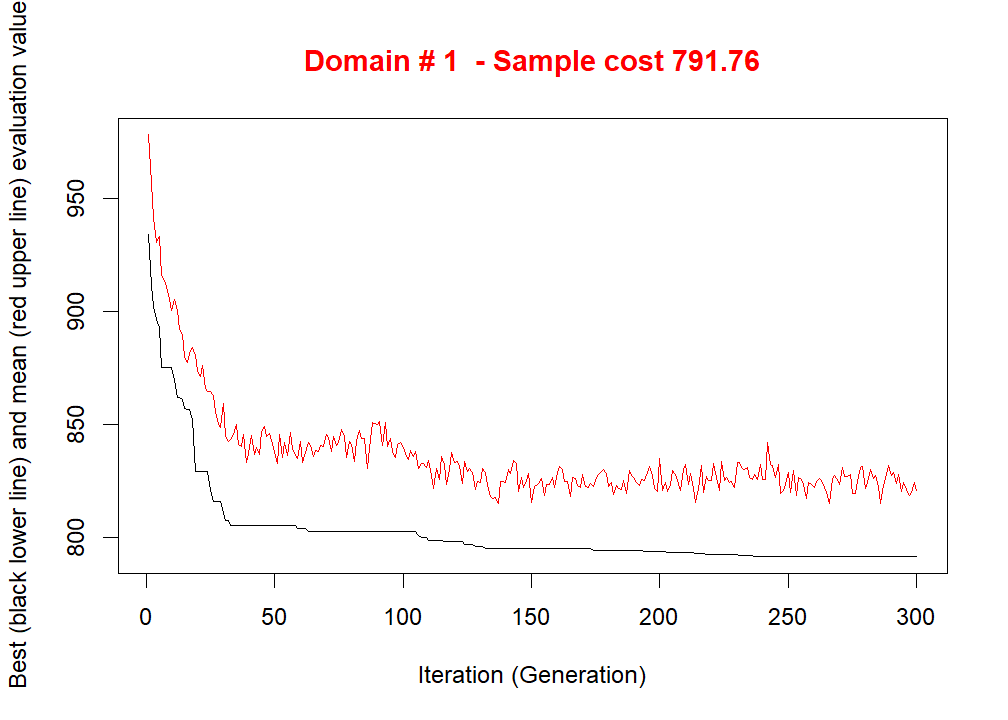 Domain # 1  - Sample cost 791.76
Best (black lower line) and mean (red upper line) evaluation value
950
900
850
800
0 50 100 150 200 250 300
Iteration (Generation)